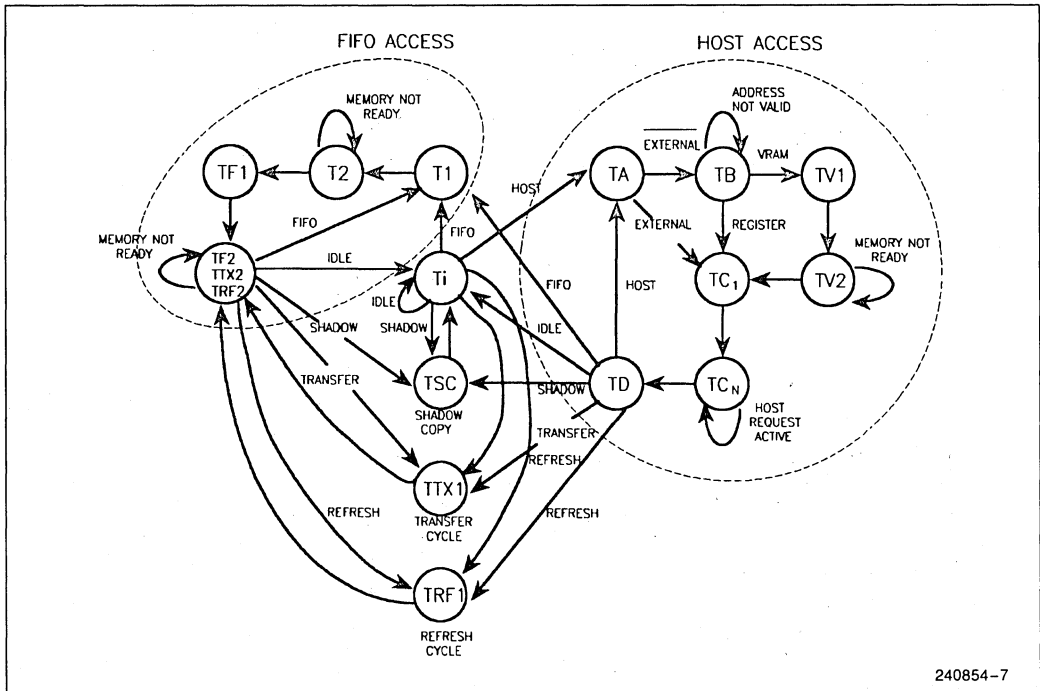 FIFO ACCESS
HOST ACCESS
MEMORY NOT
READY
ADDRESS
NOT VALID
EXTERNAL
VRAM
TF1
T2
T1
TA
TB
TV1
HOST
FIFO
FIFO
EXTERNAL
REGISTER
MEMORY NOT
READY
MEMORY NOT
READY
TF2
TTX2
TRF2
IDLE
Ti
IDLE
FIFO
HOST
TC1
TV2
SHADOW
SHADOW
IDLE
TRANSFER
TSC
SHADOW
COPY
SHADOW
TD
TCN
HOST
REQUEST
ACTIVE
TRANSFER
REFRESH
TTX1
TRANSFER
CYCLE
REFRESH
REFRESH
TRF1
REFRESH
CYCLE
240854-7